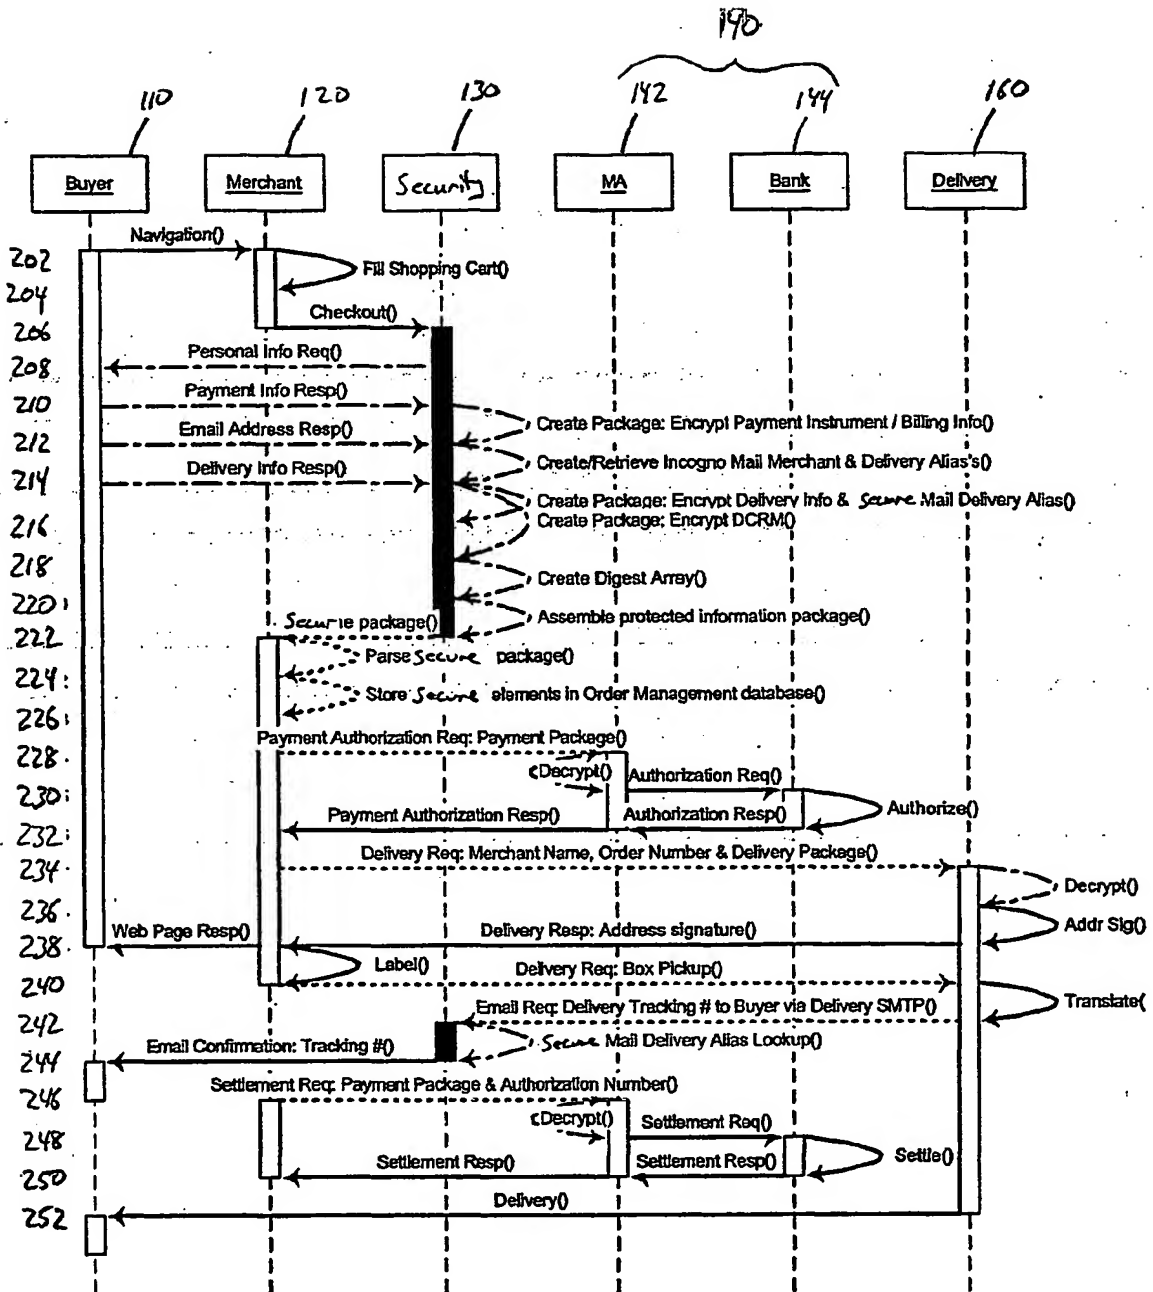 190
110 120 130 142 144 160
Buyer Merchant Security MA Bank Delivery
Navigation()
202
Fill Shopping Cart()
204
Checkout()
206
Personal Info Req()
208
Payment Info Resp()
210
Create Package: Encrypt Payment Instrument / Billing Info()
Email Address Resp()
212
Create/Retrieve Incogno Mail Merchant & Delivery Alias's()
Delivery Info Resp()
214
Create Package: Encrypt Delivery Info & Secure Mail Delivery Alias()
216
Create Package: Encrypt DCRM()
218
Create Digest Array()
220
Assemble protected information package()
Securie package()
222
Parse Secure package()
224
Store Secure elements in Order Management database()
226
Payment Authorization Req: Payment Package()
228
cDecrypt() Authorization Req()
230
Authorize()
Payment Authorization Resp() Authorization Resp()
232
Delivery Req: Merchant Name, Order Number & Delivery Package()
234
Decrypt()
236
Addr Sig()
Web Page Resp() Delivery Resp: Address signature()
238
Label() Delivery Req: Box Pickup()
240
Translate(
Email Req: Delivery Tracking # to Buyer via Delivery SMTP()
242
Secure Mail Delivery Alias Lookup()
Email Confirmation: Tracking #()
244
Settlement Req: Payment Package & Authorization Number()
246
cDecrypt() Settlement Req()
248
Settle()
Settlement Resp() Settlement Resp()
250
Delivery()
252